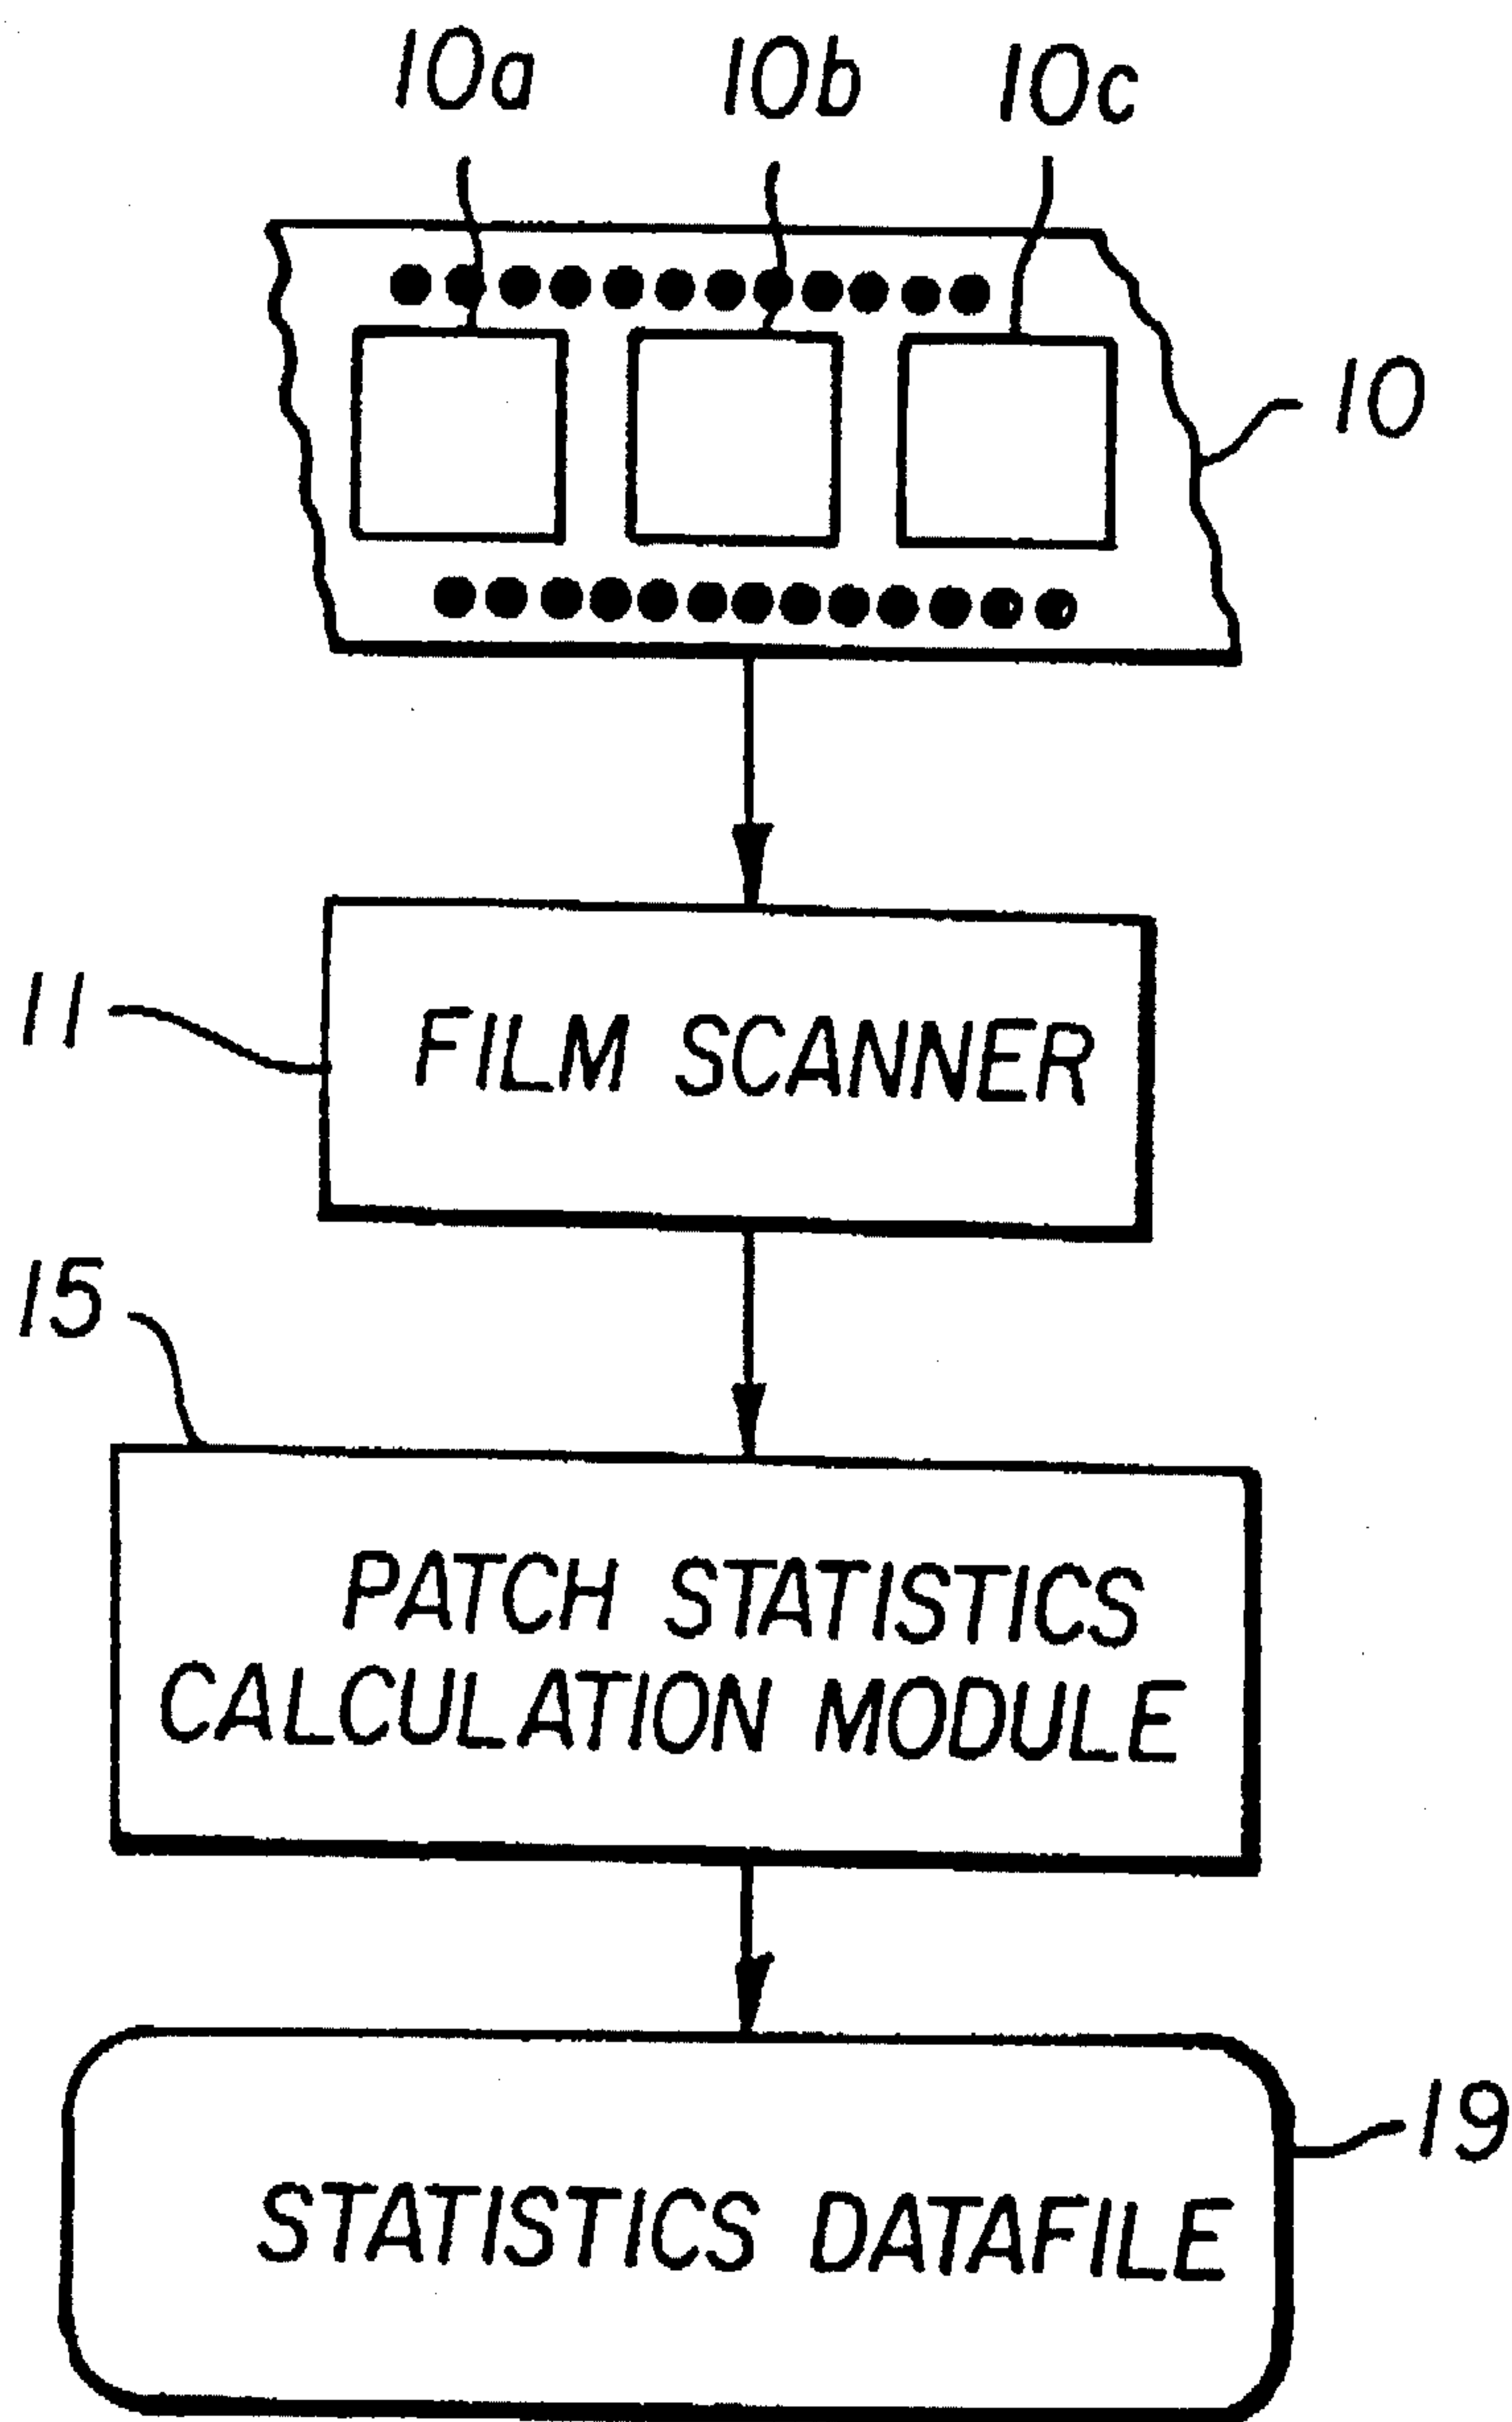 10a 10b 10c
10
11
FILM SCANNER
15
PATCH STATISTICS
CALCULATION MODULE
19
STATISTICS DATAFILE